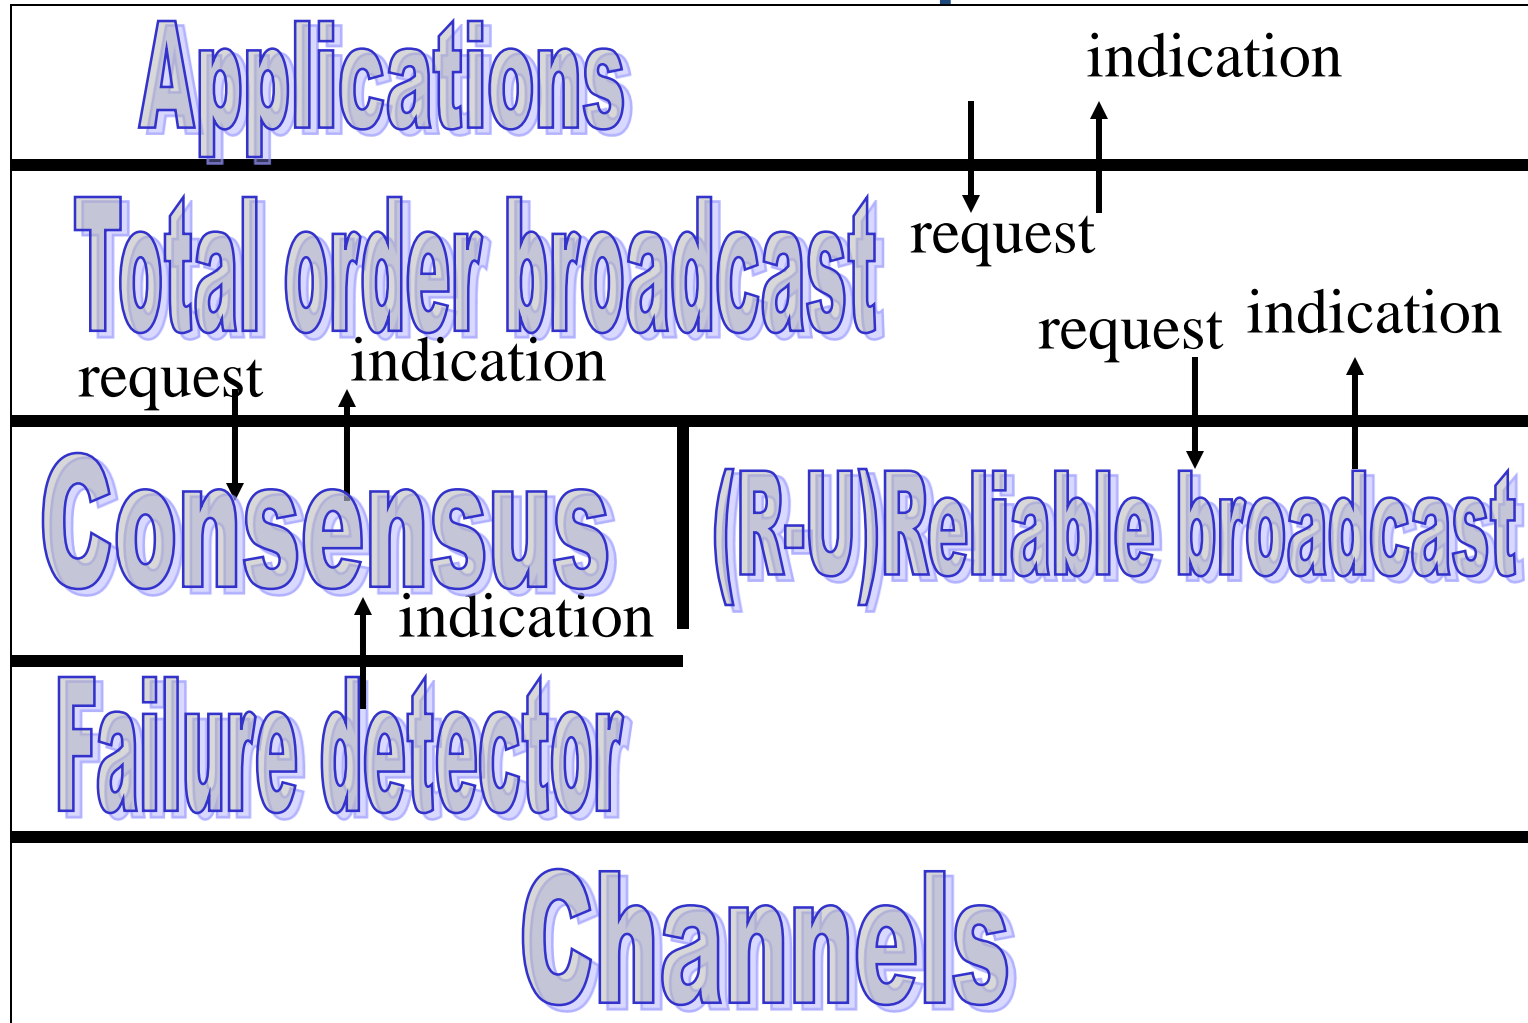 Applications
indication
Total order broadcast
request
request
indication
request
indication
Consensus
(R-U)Reliable broadcast
indication
Failure detector
Channels